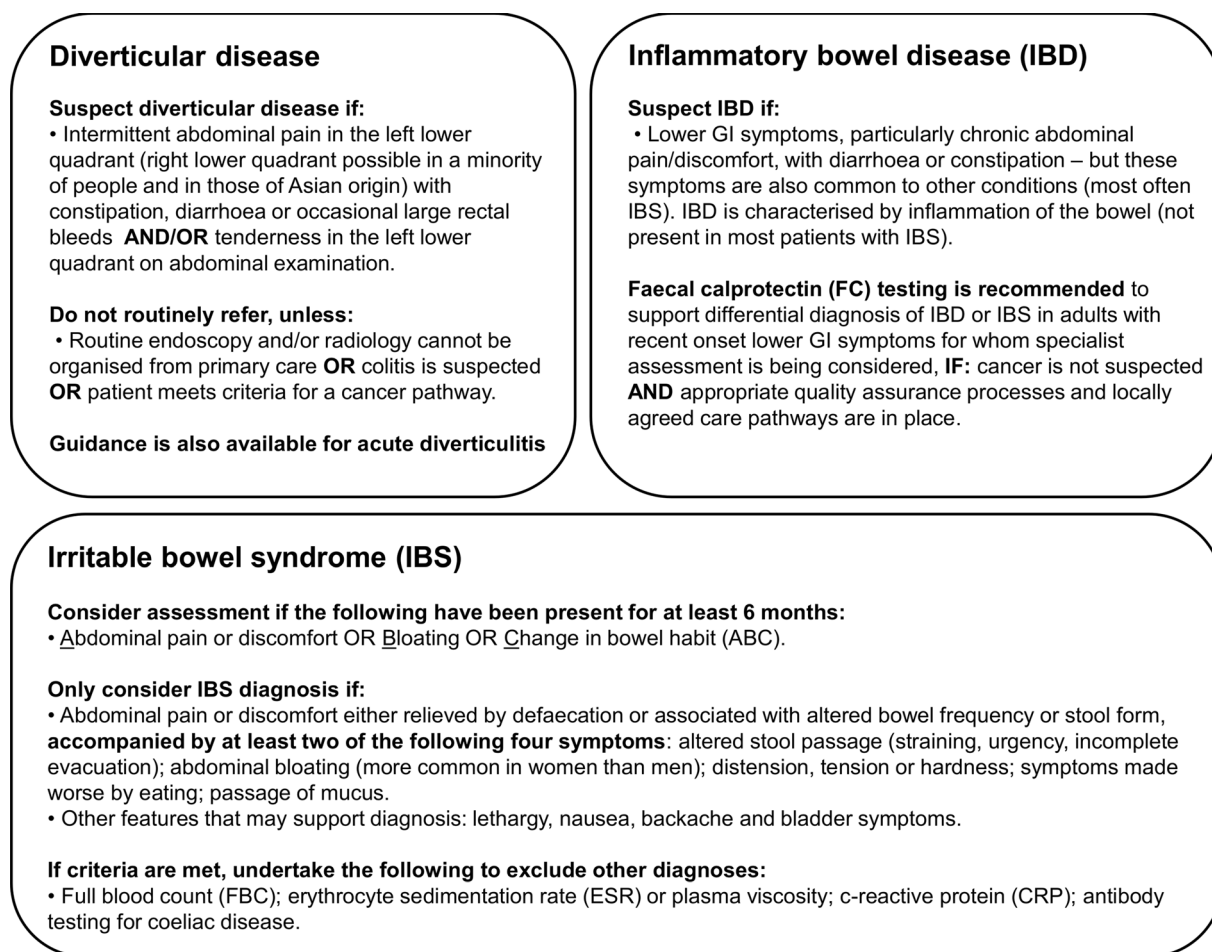 Diverticular disease
Suspect diverticular disease if:
• Intermittent abdominal pain in the left lower
quadrant (right lower quadrant possible in a minority
of people and in those of Asian origin) with
constipation, diarrhoea or occasional large rectal
bleeds AND/OR tenderness in the left lower
quadrant on abdominal examination.
Do not routinely refer, unless:
• Routine endoscopy and/or radiology cannot be
organised from primary care OR colitis is suspected
OR patient meets criteria for a cancer pathway.
Guidance is also available for acute diverticulitis
Inflammatory bowel disease (IBD)
Suspect IBD if:
• Lower GI symptoms, particularly chronic abdominal
pain/discomfort, with diarrhoea or constipation – but these
symptoms are also common to other conditions (most often
IBS). IBD is characterised by inflammation of the bowel (not
present in most patients with IBS).
Faecal calprotectin (FC) testing is recommended to
support differential diagnosis of IBD or IBS in adults with
recent onset lower GI symptoms for whom specialist
assessment is being considered, IF: cancer is not suspected
AND appropriate quality assurance processes and locally
agreed care pathways are in place.
Irritable bowel syndrome (IBS)
Consider assessment if the following have been present for at least 6 months:
• Abdominal pain or discomfort OR Bloating OR Change in bowel habit (ABC).
Only consider IBS diagnosis if:
• Abdominal pain or discomfort either relieved by defaecation or associated with altered bowel frequency or stool form,
accompanied by at least two of the following four symptoms: altered stool passage (straining, urgency, incomplete
evacuation); abdominal bloating (more common in women than men); distension, tension or hardness; symptoms made
worse by eating; passage of mucus.
• Other features that may support diagnosis: lethargy, nausea, backache and bladder symptoms.
If criteria are met, undertake the following to exclude other diagnoses:
• Full blood count (FBC); erythrocyte sedimentation rate (ESR) or plasma viscosity; c-reactive protein (CRP); antibody
testing for coeliac disease.